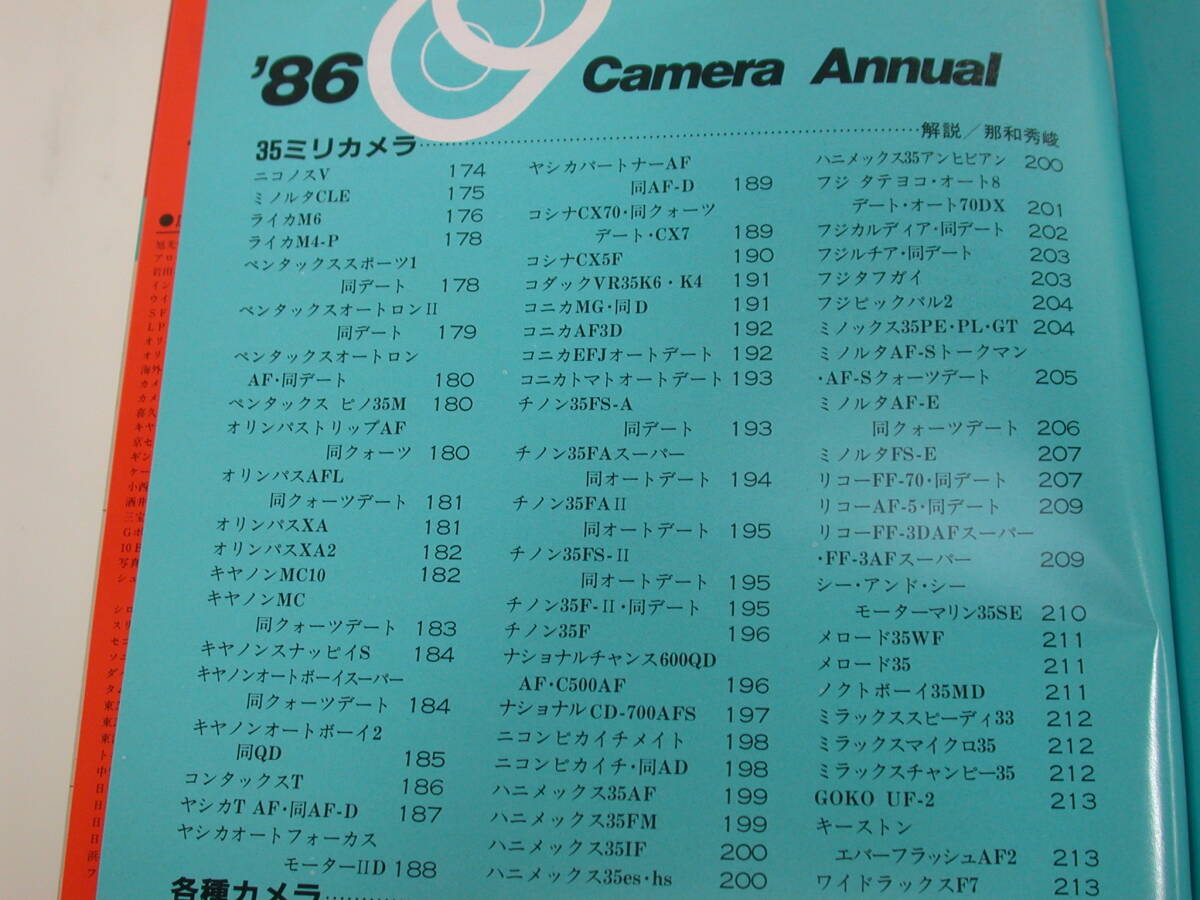 '86 Camera Annual
35ミリカメラ
解説／那和秀峻
ニコノスV 174
ミノルタCLE 175
ライカM6 176
ライカM4-P 178
ペンタックススポーツ1
同デート 178
ペンタックスオートロンII
同デート 179
ペンタックスオートロン
AF・同デート 180
ペンタックス ピノ35M 180
オリンパストリップAF
同クォーツ 180
オリンパスAFL
同クォーツデート 181
オリンパスXA 181
オリンパスXA2 182
キヤノンMC10 182
キヤノンMC
同クォーツデート 183
キヤノンスナッピイS 184
キヤノンオートボーイスーパー
同クォーツデート 184
キヤノンオートボーイ2
同QD 185
コンタックスT 186
ヤシカT AF・同AF-D 187
ヤシカオートフォーカス
モーターIID 188
ヤシカパートナーAF
同AF-D 189
コシナCX70・同クォーツ
デート・CX7 189
コシナCX5F 190
コダックVR35K6・K4 191
コニカMG・同D 191
コニカAF3D 192
コニカEFJオートデート 192
コニカトマトオートデート 193
チノン35FS-A
同デート 193
チノン35FAスーパー
同オートデート 194
チノン35FAII
同オートデート 195
チノン35FS-II
同オートデート 195
チノン35F-II・同デート 195
チノン35F 196
ナショナルチャンス600QD
AF・C500AF 196
ナショナルCD-700AFS 197
ニコンピカイチメイト 198
ニコンピカイチ・同AD 198
ハニメックス35AF 199
ハニメックス35FM 199
ハニメックス35IF 200
ハニメックス35es・hs 200
ハニメックス35アンヒビアン 200
フジ タテヨコ・オート8
デート・オート70DX 201
フジカルディア・同デート 202
フジルチア・同デート 203
フジタフガイ 203
フジピックパル2 204
ミノックス35PE・PL・GT 204
ミノルタAF-Sトークマン
・AF-Sクォーツデート 205
ミノルタAF-E
同クォーツデート 206
ミノルタFS-E 207
リコーFF-70・同デート 207
リコーAF-5・同デート 209
リコーFF-3DAFスーパー
・FF-3AFスーパー 209
シー・アンド・シー
モーターマリン35SE 210
メロード35WF 211
メロード35 211
ノクトボーイ35MD 211
ミラックススピーディ33 212
ミラックスマイクロ35 212
ミラックスチャンピー35 212
GOKO UF-2 213
キーストン
エバーフラッシュAF2 213
ワイドラックスF7 213
各種カメラ